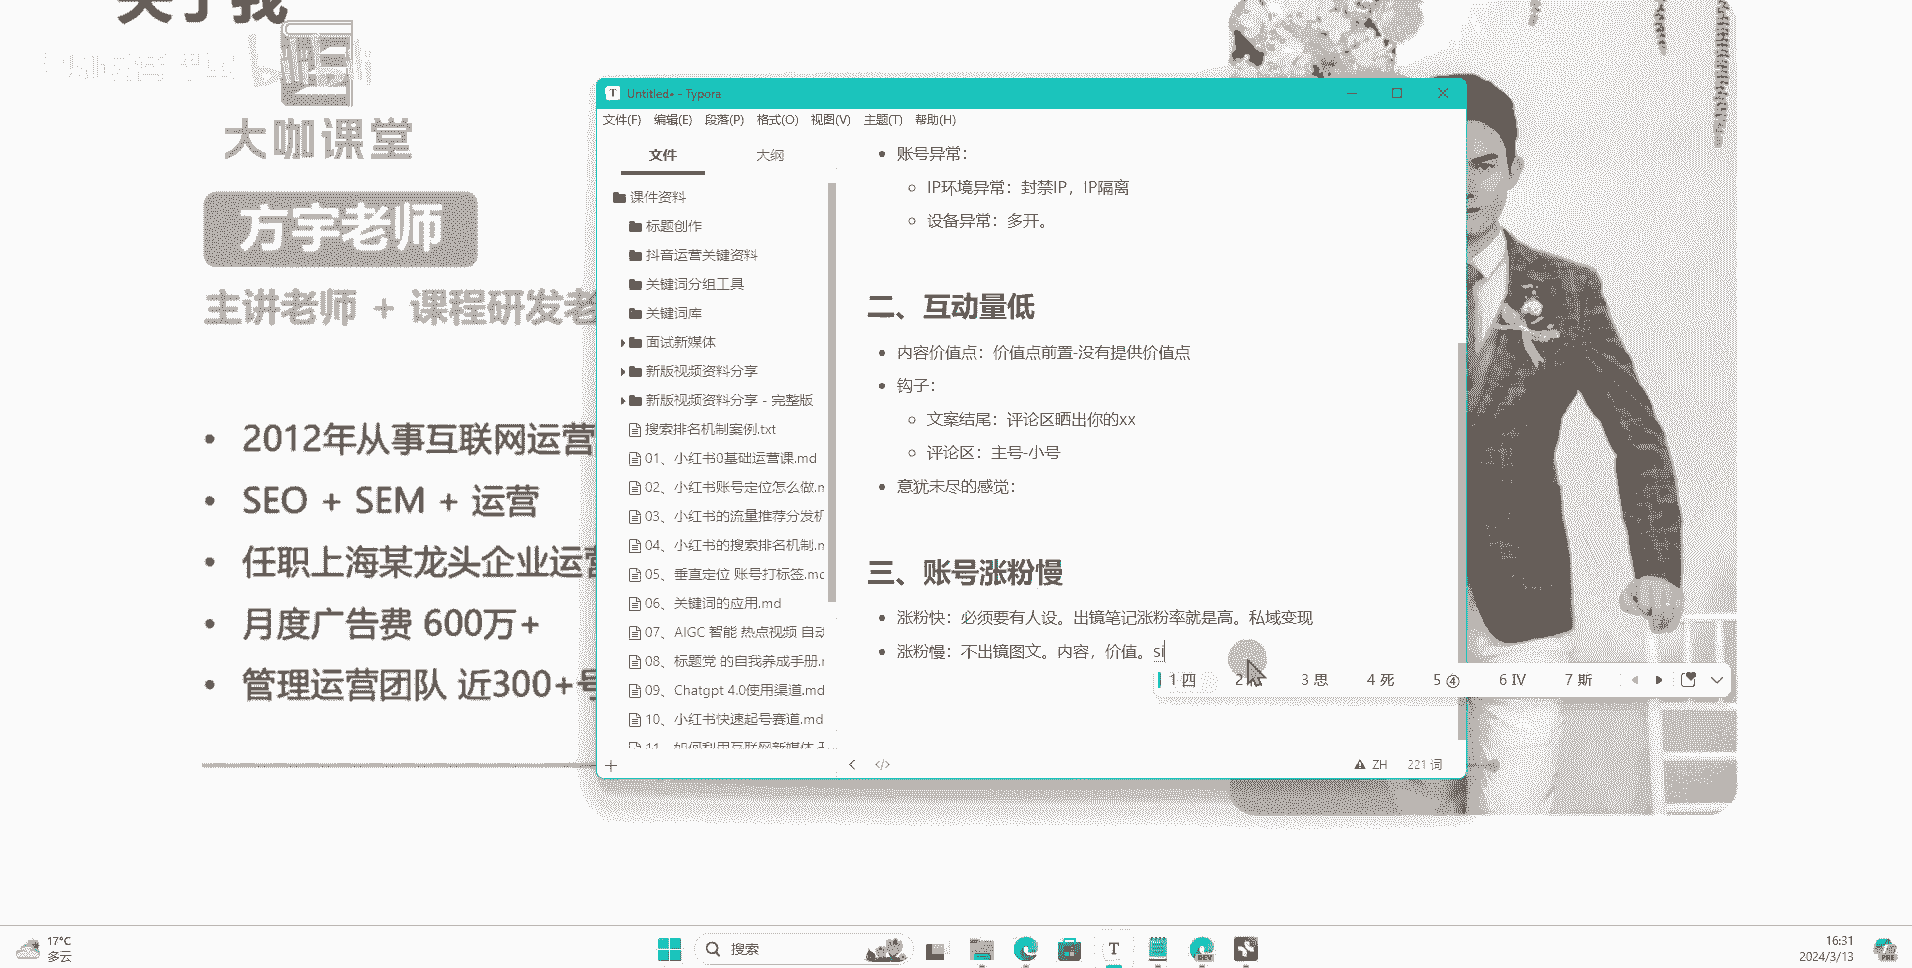 关于我
大咖课堂
方宇老师
主讲老师 + 课程研发老
• 2012年从事互联网运营
• SEO + SEM + 运营
• 任职上海某龙头企业运营
• 月度广告费 600万+
• 管理运营团队 近300+号
Untitled• - Typora
文件(F) 编辑(E) 段落(P) 格式(O) 视图(V) 主题(T) 帮助(H)
文件 大纲
课件资料
标题创作
抖音运营关键资料
关键词分组工具
关键词库
面试新媒体
新版视频资料分享
新版视频资料分享 - 完整版
搜索排名机制案例.txt
01、小红书0基础运营课.md
02、小红书账号定位怎么做.m
03、小红书的流量推荐分发机
04、小红书的搜索排名机制.m
05、垂直定位 账号打标签.md
06、关键词的应用.md
07、AIGC 智能 热点视频 自动
08、标题党 的自我养成手册.m
09、Chatgpt 4.0使用渠道.md
10、小红书快速起号赛道.md
11、如何利用互联网新媒体
• 账号异常：
IP环境异常：封禁IP，IP隔离
设备异常：多开。
二、互动量低
• 内容价值点：价值点前置-没有提供价值点
• 钩子：
文案结尾：评论区晒出你的xx
评论区：主号-小号
• 意犹未尽的感觉：
三、账号涨粉慢
• 涨粉快：必须要有人设。出镜笔记涨粉率就是高。私域变现
• 涨粉慢：不出镜图文。内容，价值。si
1 四 2 3 思 4 死 5 ④ 6 IV 7 斯
ZH 221 词
17°C
多云
搜索
T
DEV
16:31
2024/3/13
PRE